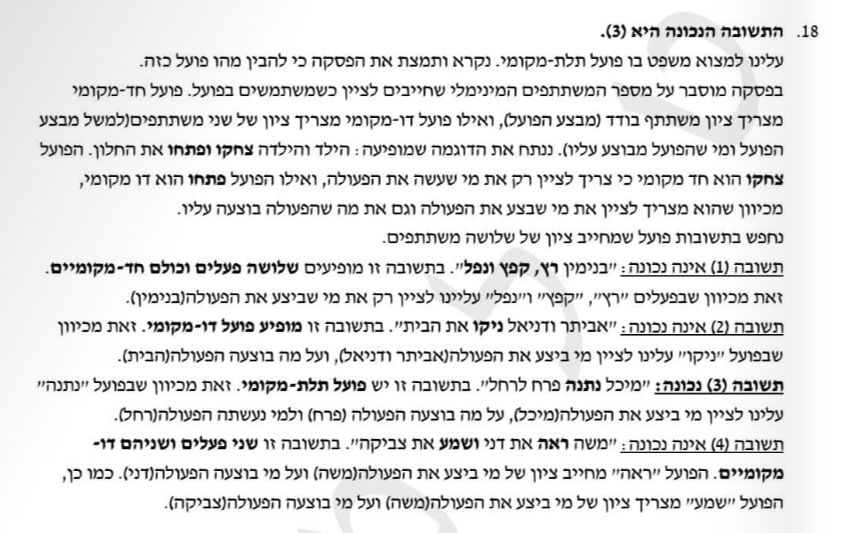 18. התשובה הנכונה היא (3).
עלינו למצוא משפט בו פועל תלת-מקומי. נקרא ותמצת את הפסקה כי להבין מהו פועל כזה.
בפסקה מוסבר על מספר המשתתפים המינימלי שחייבים לציין כשמשתמשים בפועל. פועל חד-מקומי
מצריך ציון משתתף בודד (מבצע הפועל), ואילו פועל דו-מקומי מצריך ציון של שני משתתפים(למשל מבצע
הפועל ומי שהפועל מבוצע עליו). ננתח את הדוגמה שמופיעה: הילד והילדה צחקו ופתחו את החלון. הפועל
צחקו הוא חד מקומי כי צריך לציין רק את מי שעשה את הפעולה, ואילו הפועל פתחו הוא דו מקומי,
מכיוון שהוא מצריך לציין את מי שבצע את הפעולה וגם את מה שהפעולה בוצעה עליו.
נחפש בתשובות פועל שמחייב ציון של שלושה משתתפים.
תשובה (1) אינה נכונה: "בנימין רץ, קפץ ונפל". בתשובה זו מופיעים שלושה פעלים וכולם חד-מקומיים.
זאת מכיוון שבפעלים "רץ", "קפץ" ו"נפל" עליינו לציין רק את מי שביצע את הפעולה(בנימין).
תשובה (2) אינה נכונה: "אביתר ודניאל ניקו את הבית". בתשובה זו מופיע פועל דו-מקומי. זאת מכיוון
שבפועל "ניקו" עלינו לציין מי ביצע את הפעולה(אביתר ודניאל), ועל מה בוצעה הפעולה(הבית).
תשובה (3) נכונה: "מיכל נתנה פרח לרחל". בתשובה זו יש פועל תלת-מקומי. זאת מכיוון שבפועל "נתנה"
עלינו לציין מי ביצע את הפעולה(מיכל), על מה בוצעה הפעולה (פרח) ולמי נעשתה הפעולה(רחל).
תשובה (4) אינה נכונה: "משה ראה את דני ושמע את צביקה". בתשובה זו שני פעלים ושניהם דו-
מקומיים. הפועל "ראה" מחייב ציון של מי ביצע את הפעולה(משה) ועל מי בוצעה הפעולה(דני). כמו כן,
הפועל "שמע" מצריך ציון של מי ביצע את הפעולה(משה) ועל מי בוצעה הפעולה(צביקה).